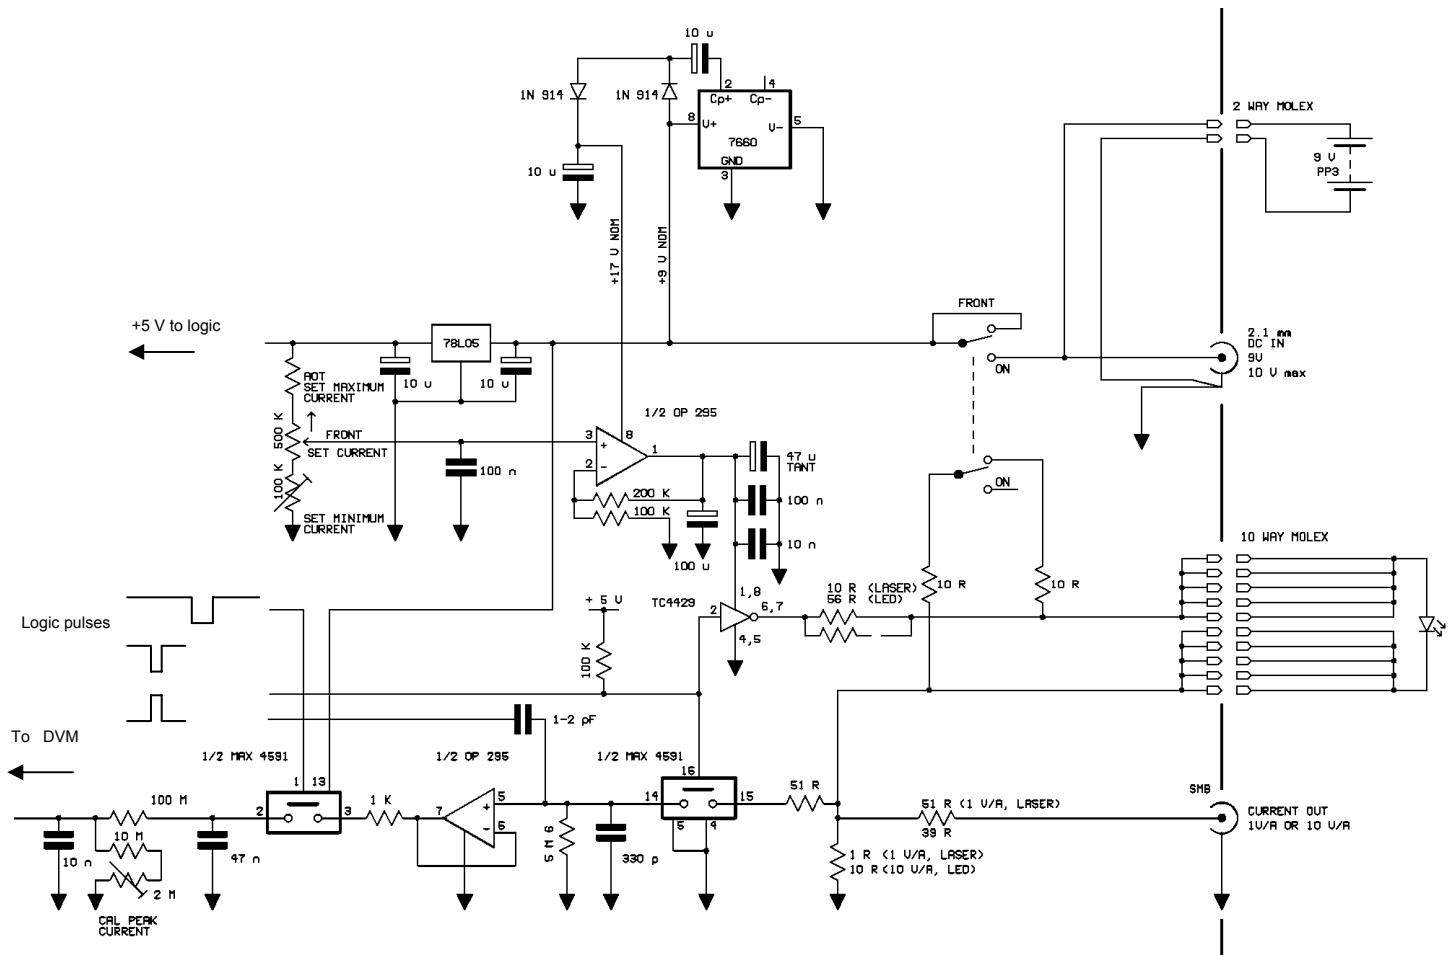 10 u
1N 914
1N 914
2
4
Cp+
Cp-
8
V+
V-
5
7660
GND
3
10 u
+17 V NOM
+9 V NOM
2 WAY MOLEX
9 V
PP3
+5 V to logic
78L05
10 u
10 u
AOT
SET MAXIMUM
CURRENT
500 K
FRONT
SET CURRENT
100 K
SET MINIMUM
CURRENT
100 n
1/2 OP 295
3
+
8
1
2
-
200 K
100 K
100 u
47 u
TANT
100 n
10 n
FRONT
ON
2.1 mm
DC IN
9V
10 V max
ON
10 WAY MOLEX
10 R
10 R
Logic pulses
+ 5 V
100 K
TC4429
1,8
2
6,7
4,5
10 R (LASER)
56 R (LED)
1-2 pF
To DVM
1/2 MAX 4591
1/2 OP 295
1/2 MAX 4591
1
13
2
3
100 M
10 n
10 M
2 M
CAL PEAK
CURRENT
47 n
1 K
7
5
+
-
6
5 M 6
330 p
16
14
15
5
4
51 R
51 R (1 V/A, LASER)
39 R
1 R (1 V/A, LASER)
10 R (10 V/A, LED)
SMB
CURRENT OUT
1V/A OR 10 V/A